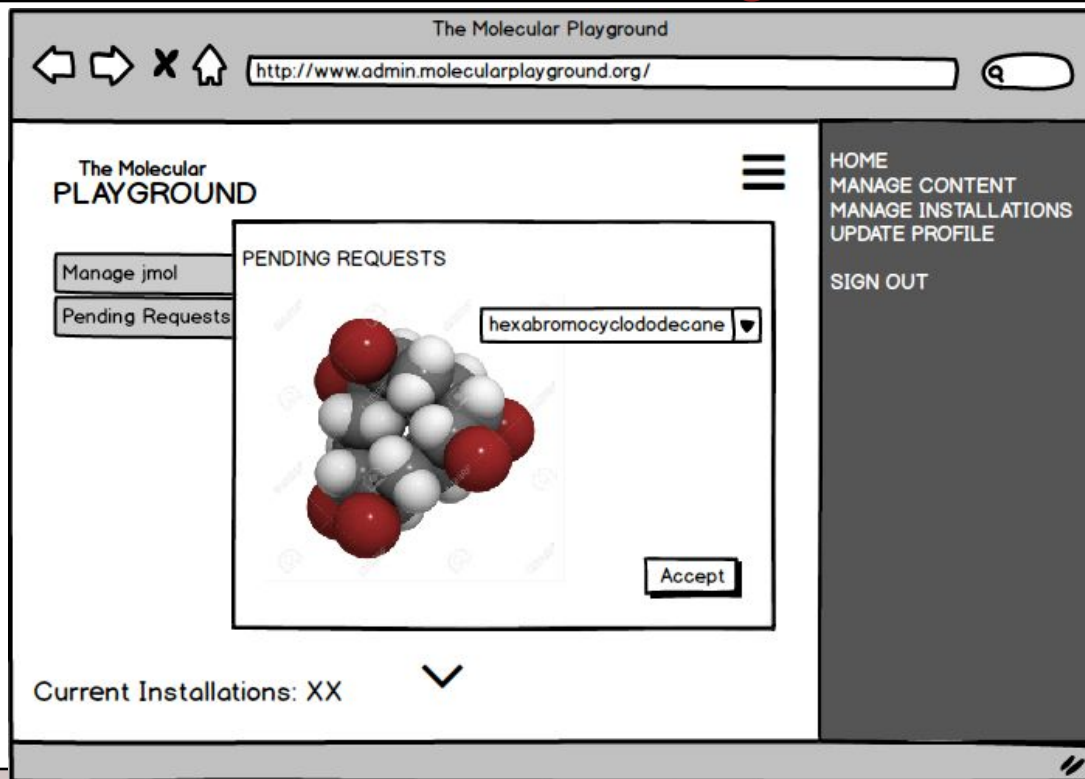 The Molecular Playground
http://www.admin.molecularplayground.org/
The Molecular
PLAYGROUND
Manage jmol
Pending Requests
PENDING REQUESTS
hexabromocyclododecane
Accept
Current Installations: XX
HOME
MANAGE CONTENT
MANAGE INSTALLATIONS
UPDATE PROFILE
SIGN OUT